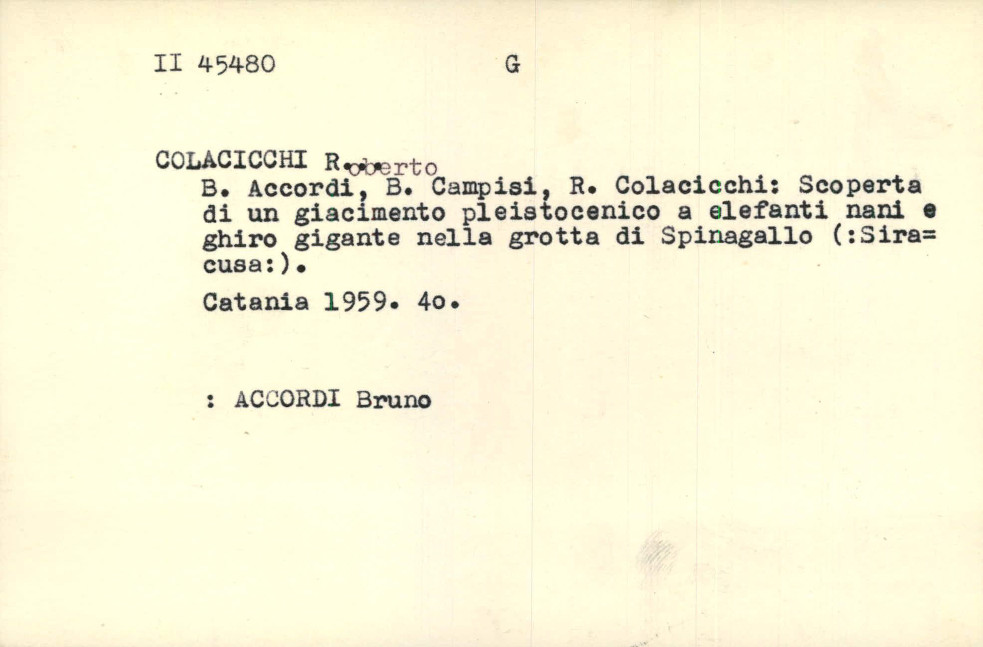 II 45480 G
COLACICCHI R...oberto
B. Accordi, B. Campisi, R. Colacicchi: Scoperta
di un giacimento pleistocenico a elefanti nani e
ghiro gigante nella grotta di Spinagallo (:Sira=
cusa:).
Catania 1959. 4o.
: ACCORDI Bruno